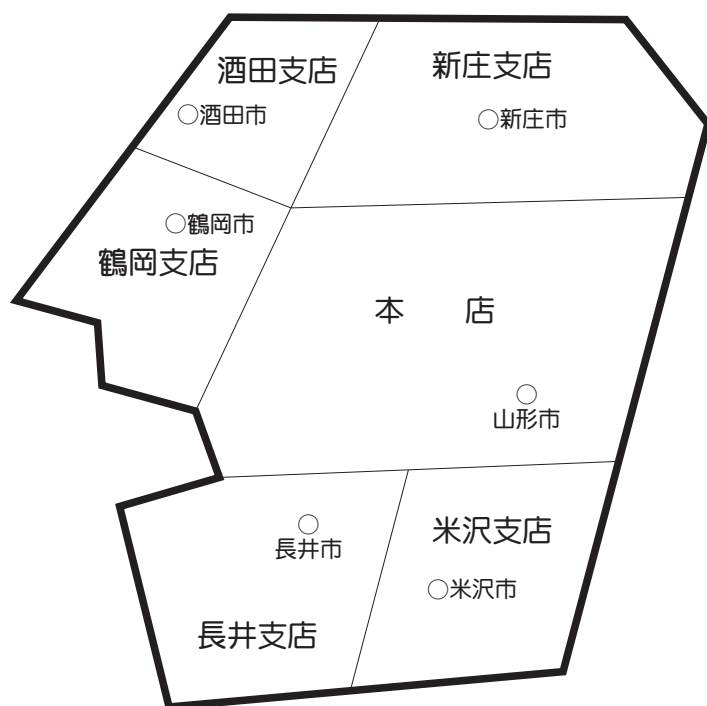 酒田支店
○酒田市
新庄支店
○新庄市
○鶴岡市
鶴岡支店
本　店
山形市
長井市
長井支店
米沢支店
○米沢市